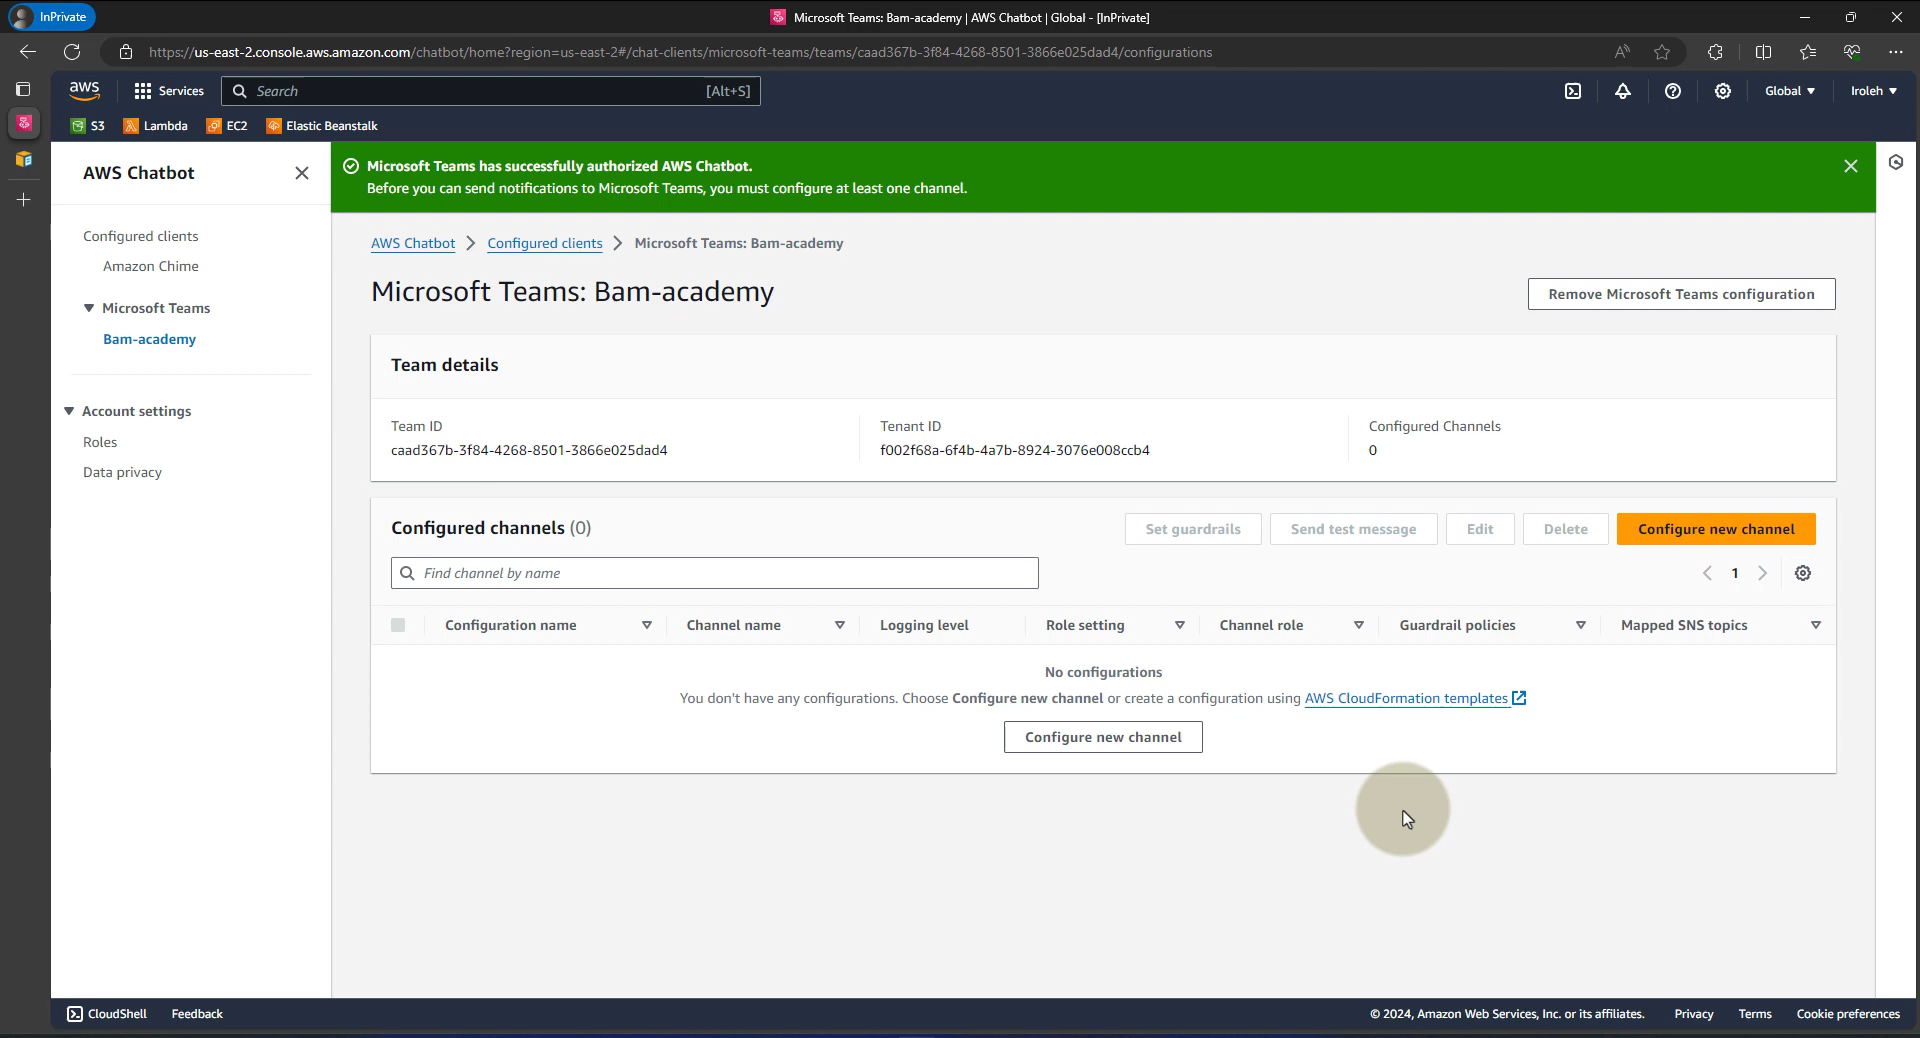 InPrivate
Microsoft Teams: Bam-academy | AWS Chatbot | Global - [InPrivate]
https://us-east-2.console.aws.amazon.com/chatbot/home?region=us-east-2#/chat-clients/microsoft-teams/teams/caad367b-3f84-4268-8501-3866e025dad4/configurations
aws
Services
Search
[Alt+S]
Global
Iroleh
S3
Lambda
EC2
Elastic Beanstalk
AWS Chatbot
Configured clients
Amazon Chime
Microsoft Teams
Bam-academy
Account settings
Roles
Data privacy
Microsoft Teams has successfully authorized AWS Chatbot.
Before you can send notifications to Microsoft Teams, you must configure at least one channel.
AWS Chatbot > Configured clients > Microsoft Teams: Bam-academy
Microsoft Teams: Bam-academy
Remove Microsoft Teams configuration
Team details
Team ID
caad367b-3f84-4268-8501-3866e025dad4
Tenant ID
f002f68a-6f4b-4a7b-8924-3076e008ccb4
Configured Channels
0
Configured channels (0)
Set guardrails
Send test message
Edit
Delete
Configure new channel
Find channel by name
1
Configuration name
Channel name
Logging level
Role setting
Channel role
Guardrail policies
Mapped SNS topics
No configurations
You don't have any configurations. Choose Configure new channel or create a configuration using AWS CloudFormation templates
Configure new channel
CloudShell
Feedback
© 2024, Amazon Web Services, Inc. or its affiliates.
Privacy
Terms
Cookie preferences